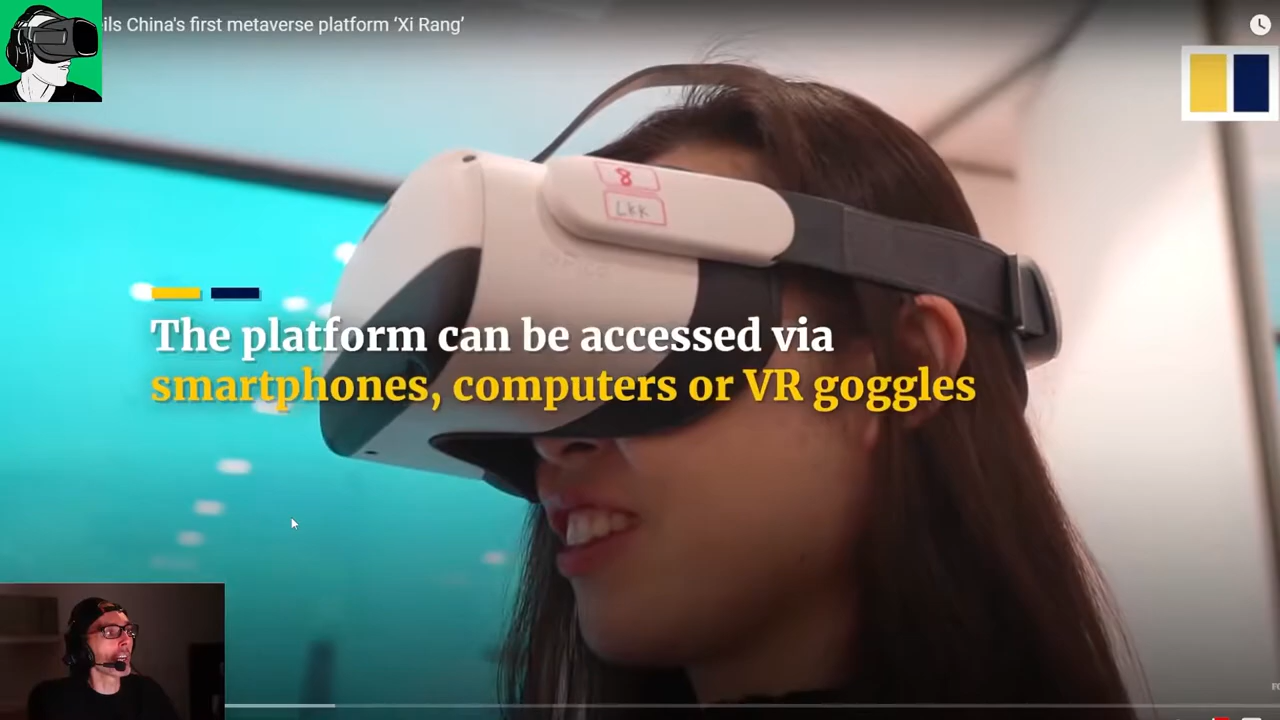 ils China's first metaverse platform ‘Xi Rang’
8
Lkk
The platform can be accessed via
smartphones, computers or VR goggles